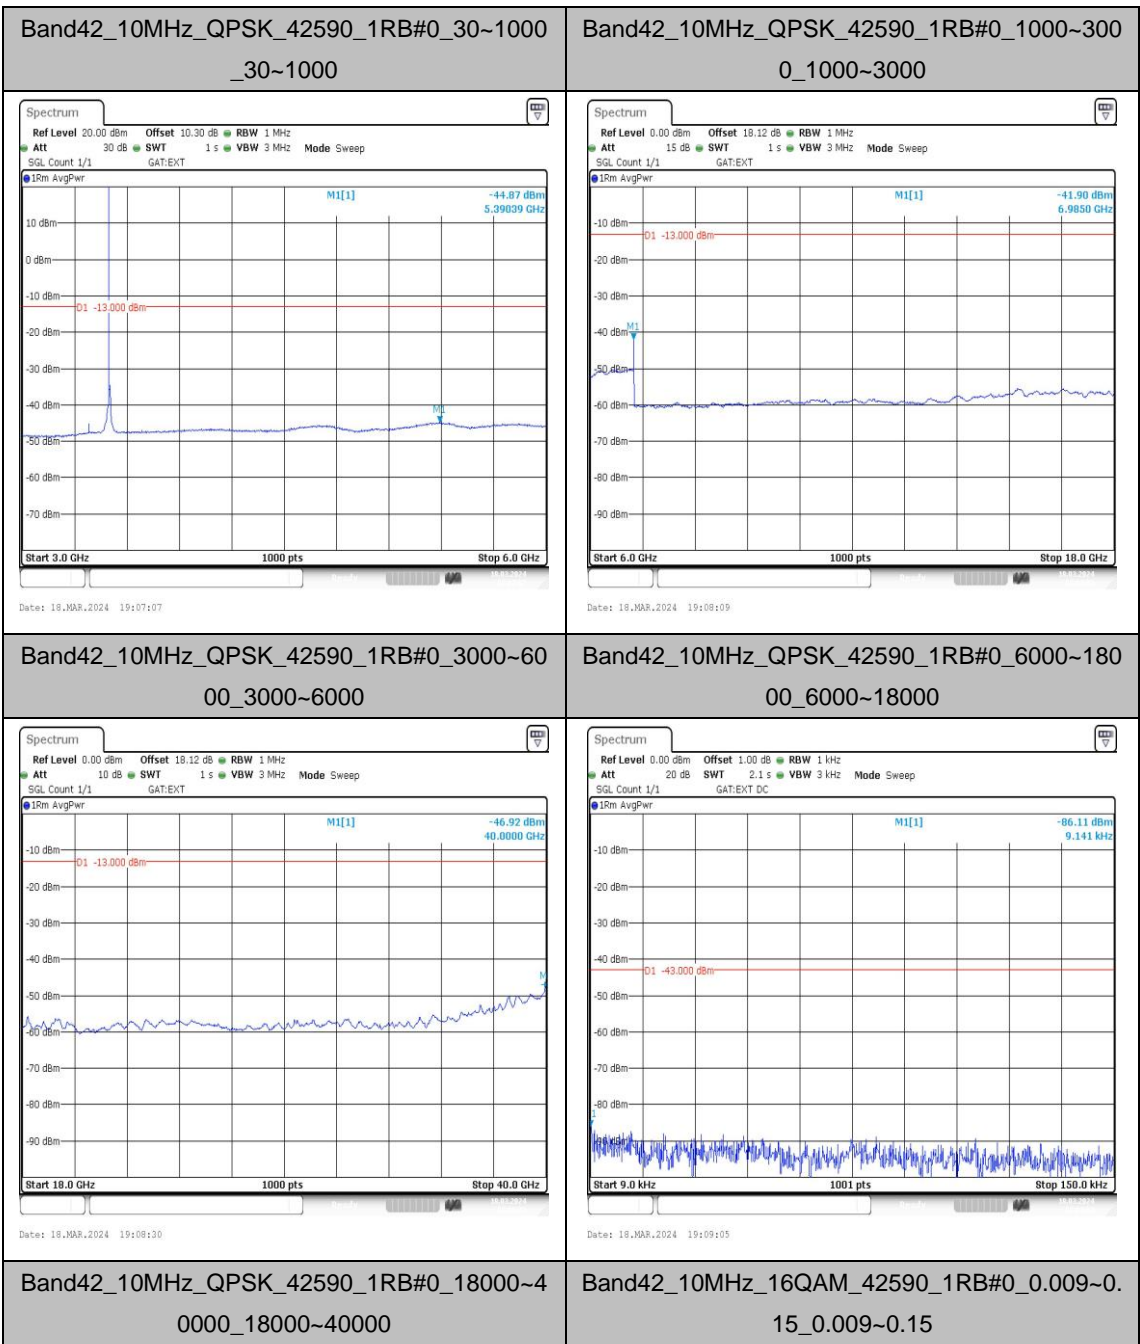 Band42_10MHz_QPSK_42590_1RB#0_30~1000
_30~1000
Band42_10MHz_QPSK_42590_1RB#0_1000~300
0_1000~3000
Spectrum
Ref Level 20.00 dBm Offset 10.30 dB RBW 1 MHz
Att 30 dB SWT 1 s VBW 3 MHz Mode Sweep
SGL Count 1/1 GAT:EXT
1Rm AvgPwr
M1[1] -44.87 dBm
5.39039 GHz
10 dBm
0 dBm
-10 dBm
D1 -13.000 dBm
-20 dBm
-30 dBm
-40 dBm
M1
-50 dBm
-60 dBm
-70 dBm
Start 3.0 GHz 1000 pts Stop 6.0 GHz
Date: 18.MAR.2024 19:07:07
Spectrum
Ref Level 0.00 dBm Offset 18.12 dB RBW 1 MHz
Att 15 dB SWT 1 s VBW 3 MHz Mode Sweep
SGL Count 1/1 GAT:EXT
1Rm AvgPwr
M1[1] -41.90 dBm
6.9850 GHz
-10 dBm
D1 -13.000 dBm
-20 dBm
-30 dBm
-40 dBm
M1
-50 dBm
-60 dBm
-70 dBm
-80 dBm
-90 dBm
Start 6.0 GHz 1000 pts Stop 18.0 GHz
Date: 18.MAR.2024 19:08:09
Band42_10MHz_QPSK_42590_1RB#0_3000~60
00_3000~6000
Band42_10MHz_QPSK_42590_1RB#0_6000~180
00_6000~18000
Spectrum
Ref Level 0.00 dBm Offset 18.12 dB RBW 1 MHz
Att 10 dB SWT 1 s VBW 3 MHz Mode Sweep
SGL Count 1/1 GAT:EXT
1Rm AvgPwr
M1[1] -46.92 dBm
40.0000 GHz
-10 dBm
D1 -13.000 dBm
-20 dBm
-30 dBm
-40 dBm
M
-50 dBm
-60 dBm
-70 dBm
-80 dBm
-90 dBm
Start 18.0 GHz 1000 pts Stop 40.0 GHz
Date: 18.MAR.2024 19:08:30
Spectrum
Ref Level 0.00 dBm Offset 1.00 dB RBW 1 kHz
Att 20 dB SWT 2.1 s VBW 3 kHz Mode Sweep
SGL Count 1/1 GAT:EXT DC
1Rm AvgPwr
M1[1] -86.11 dBm
9.141 kHz
-10 dBm
-20 dBm
-30 dBm
-40 dBm
D1 -43.000 dBm
-50 dBm
-60 dBm
-70 dBm
-80 dBm
1
Start 9.0 kHz 1001 pts Stop 150.0 kHz
Date: 18.MAR.2024 19:09:05
Band42_10MHz_QPSK_42590_1RB#0_18000~4
0000_18000~40000
Band42_10MHz_16QAM_42590_1RB#0_0.009~0.
15_0.009~0.15